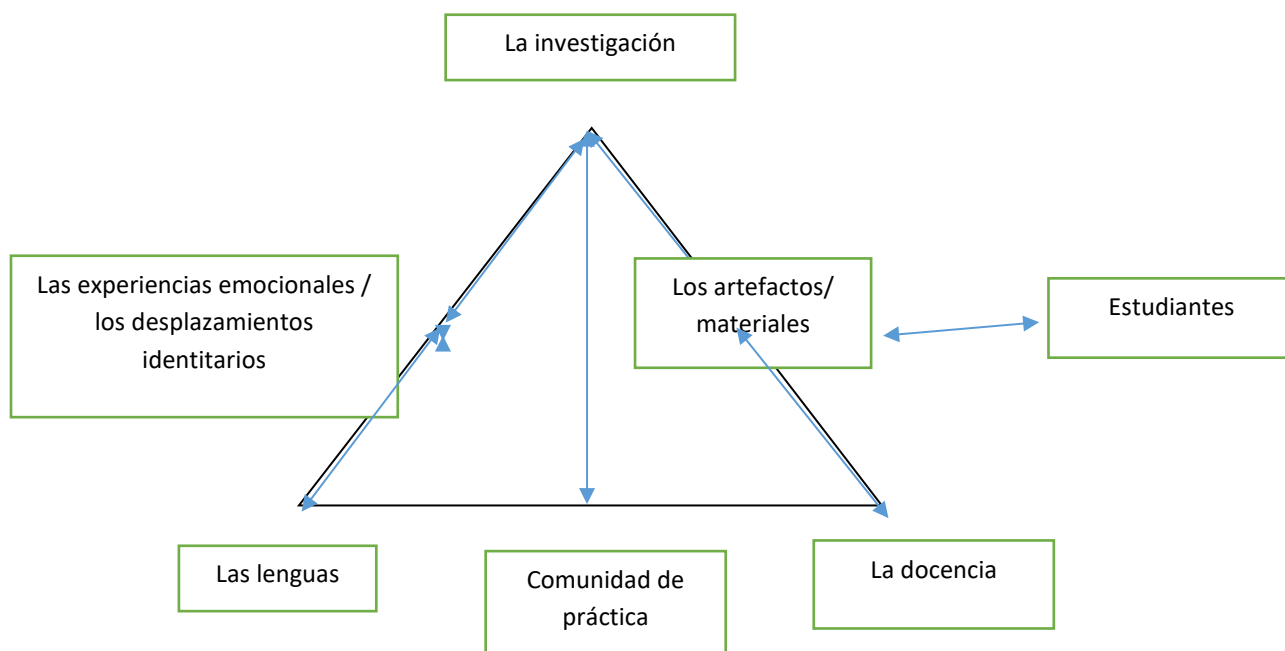 La investigación
Las experiencias emocionales /
los desplazamientos
identitarios
Los artefactos/
materiales
Estudiantes
Las lenguas
Comunidad de
práctica
La docencia